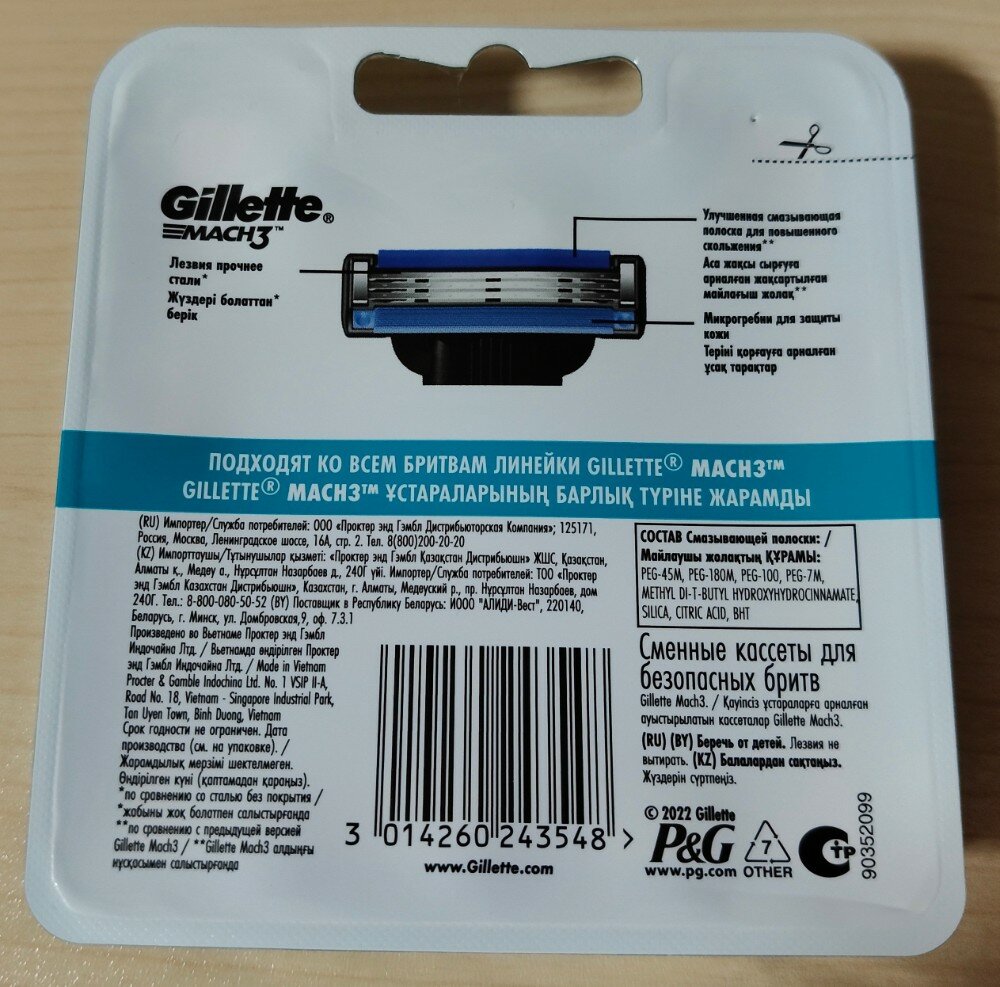 Gillette®
MACH3™
Лезвия прочнее
стали*
Жүздері болаттан*
берік
Улучшенная смазывающая
полоска для повышенного
скольжения**
Аса жақсы сырғуға
арналған жақсартылған
майлағыш жолақ**
Микрогребни для защиты
кожи
Теріні қорғауға арналған
ұсақ тарақтар
ПОДХОДЯТ КО ВСЕМ БРИТВАМ ЛИНЕЙКИ GILLETTE® MACH3™
GILLETTE® MACH3™ ҰСТАРАЛАРЫНЫҢ БАРЛЫҚ ТҮРІНЕ ЖАРАМДЫ
(RU) Импортер/Служба потребителей: ООО «Проктер энд Гэмбл Дистрибьюторская Компания»; 125171,
Россия, Москва, Ленинградское шоссе, 16А, стр. 2. Тел. 8(800)200-20-20
(KZ) Импорттаушы/Тұтынушылар қызметі: «Проктер энд Гэмбл Қазақстан Дистрибьюшн» ЖШС, Қазақстан,
Алматы қ., Медеу а., Нұрсұлтан Назарбаев д., 240Г үйі. Импортер/Служба потребителей: ТОО «Проктер
энд Гэмбл Казахстан Дистрибьюшн», Казахстан, г. Алматы, Медеуский р., пр. Нурсултан Назарбаев, дом
240Г. Тел.: 8-800-080-50-52 (BY) Поставщик в Республику Беларусь: ИООО "АЛИДИ-Вест", 220140,
Беларусь, г. Минск, ул. Домбровская,9, оф. 7.3.1
Произведено во Вьетнаме Проктер энд Гэмбл
Индочайна Лтд. / Вьетнамда өндірілген Проктер
энд Гэмбл Индочайна Лтд. / Made in Vietnam
Procter & Gamble Indochina Ltd. No. 1 VSIP II-A,
Road No. 18, Vietnam - Singapore Industrial Park,
Tan Uyen Town, Binh Duong, Vietnam
Срок годности не ограничен. Дата
производства (см. на упаковке). /
Жарамдылық мерзімі шектелмеген.
Өндірілген күні (қаптамадан қараңыз).
*по сравнению со сталью без покрытия /
*жабыны жоқ болатпен салыстырғанда
**по сравнению с предыдущей версией
Gillette Mach3 / **Gillette Mach3 алдыңғы
нұсқасымен салыстырғанда
3 014260 243548 >
www.Gillette.com
СОСТАВ Смазывающей полоски: /
Майлаушы жолақтың ҚҰРАМЫ:
PEG-45M, PEG-180M, PEG-100, PEG-7M,
METHYL DI-T-BUTYL HYDROXYHYDROCINNAMATE,
SILICA, CITRIC ACID, BHT
Сменные кассеты для
безопасных бритв
Gillette Mach3. / Қауіпсіз ұстараларға арналған
ауыстырылатын кассеталар Gillette Mach3.
(RU) (BY) Беречь от детей. Лезвия не
вытирать. (KZ) Балалардан сақтаңыз.
Жүздерін сүртпеңіз.
© 2022 Gillette
P&G
www.pg.com
7
OTHER
СТР
90352099